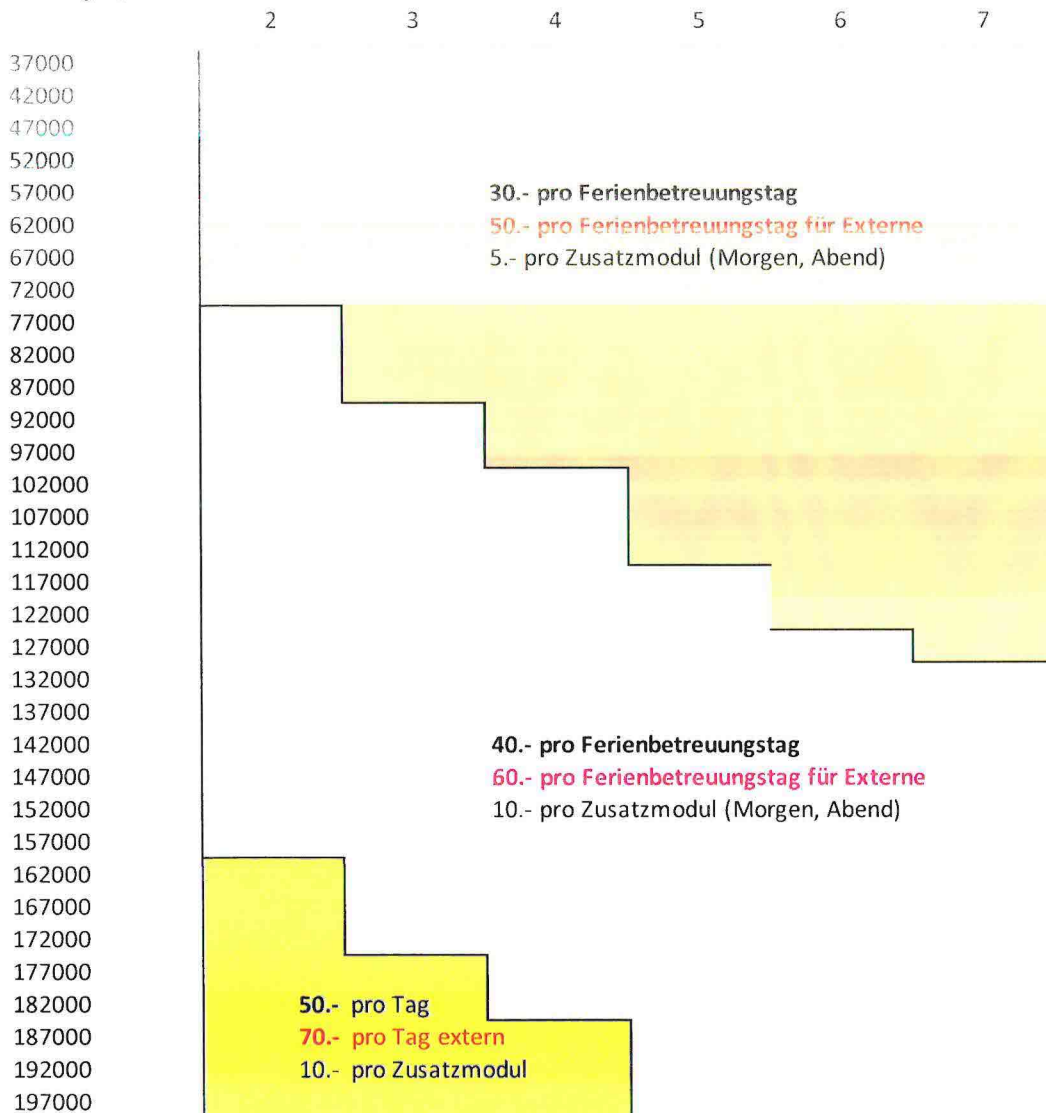 2 3 4 5 6 7
37000
42000
47000
52000
57000 30.- pro Ferienbetreuungstag
62000 50.- pro Ferienbetreuungstag für Externe
67000 5.- pro Zusatzmodul (Morgen, Abend)
72000
77000
82000
87000
92000
97000
102000
107000
112000
117000
122000
127000
132000
137000
142000 40.- pro Ferienbetreuungstag
147000 60.- pro Ferienbetreuungstag für Externe
152000 10.- pro Zusatzmodul (Morgen, Abend)
157000
162000
167000
172000
177000
182000 50.- pro Tag
187000 70.- pro Tag extern
192000 10.- pro Zusatzmodul
197000